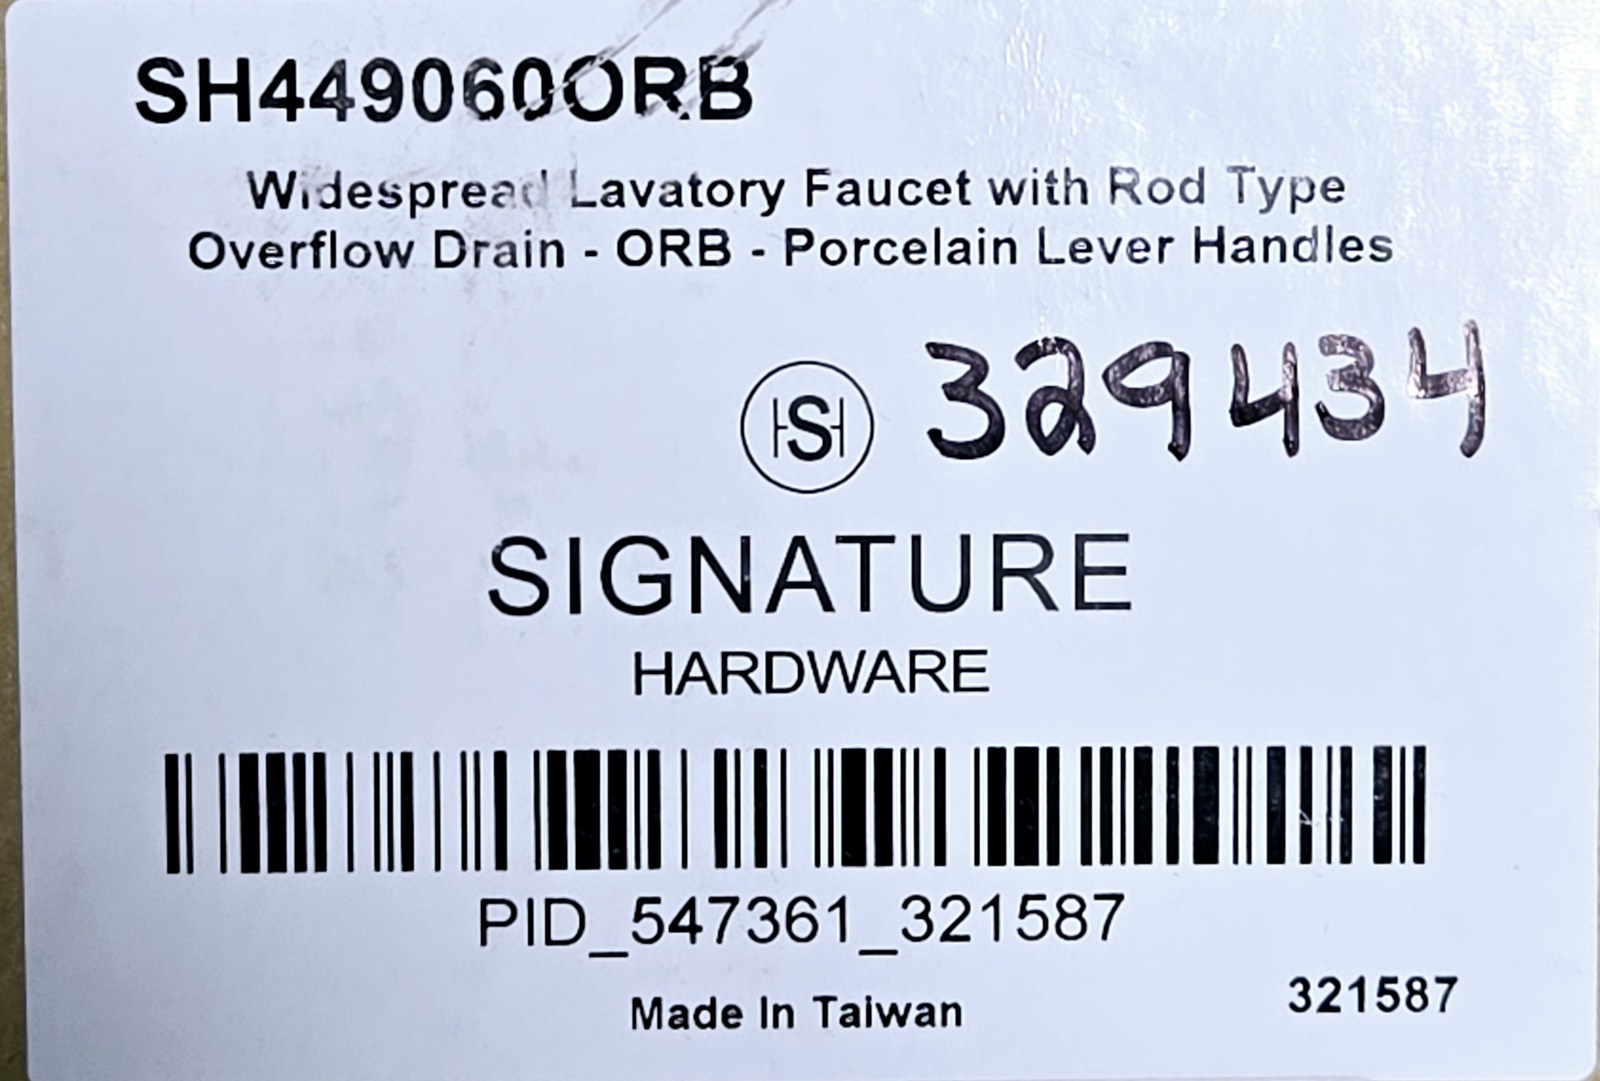 SH449060ORB
Widespread Lavatory Faucet with Rod Type
Overflow Drain - ORB - Porcelain Lever Handles
HSH 329434
SIGNATURE
HARDWARE
PID_547361_321587
Made In Taiwan
321587